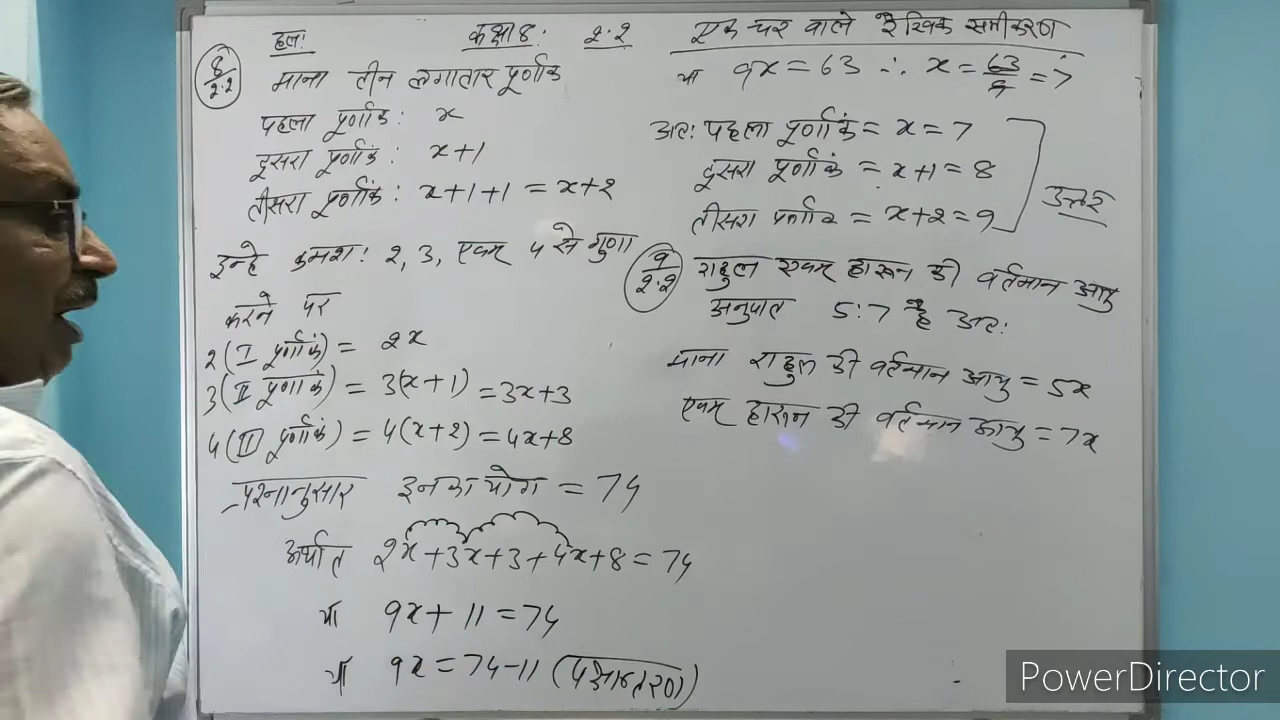 हल: कक्षा 8: 2.2 एक चर वाले रैखिक समीकरण
8/2.2 माना तीन लगातार पूर्णांक
पहला पूर्णांक: x
दूसरा पूर्णांक: x+1
तीसरा पूर्णांक: x+1+1 = x+2
इन्हे क्रमश: 2, 3, एवम् 4 से गुणा
करने पर
2(I पूर्णांक) = 2x
3(II पूर्णांक) = 3(x+1) = 3x+3
4(III पूर्णांक) = 4(x+2) = 4x+8
प्रश्नानुसार इनका योग = 74
अर्थात 2x+3x+3+4x+8 = 74
या 9x+11 = 74
या 9x = 74-11 (पक्षान्तरण)
या 9x = 63 ∴ x = 63/9 = 7
अत: पहला पूर्णांक = x = 7
दूसरा पूर्णांक = x+1 = 8
तीसरा पूर्णांक = x+2 = 9
उत्तर
9/2.2 राहुल एवम् हारून की वर्तमान आयु
अनुपात 5:7 है अत:
माना राहुल की वर्तमान आयु = 5x
एवम् हारून की वर्तमान आयु = 7x
PowerDirector